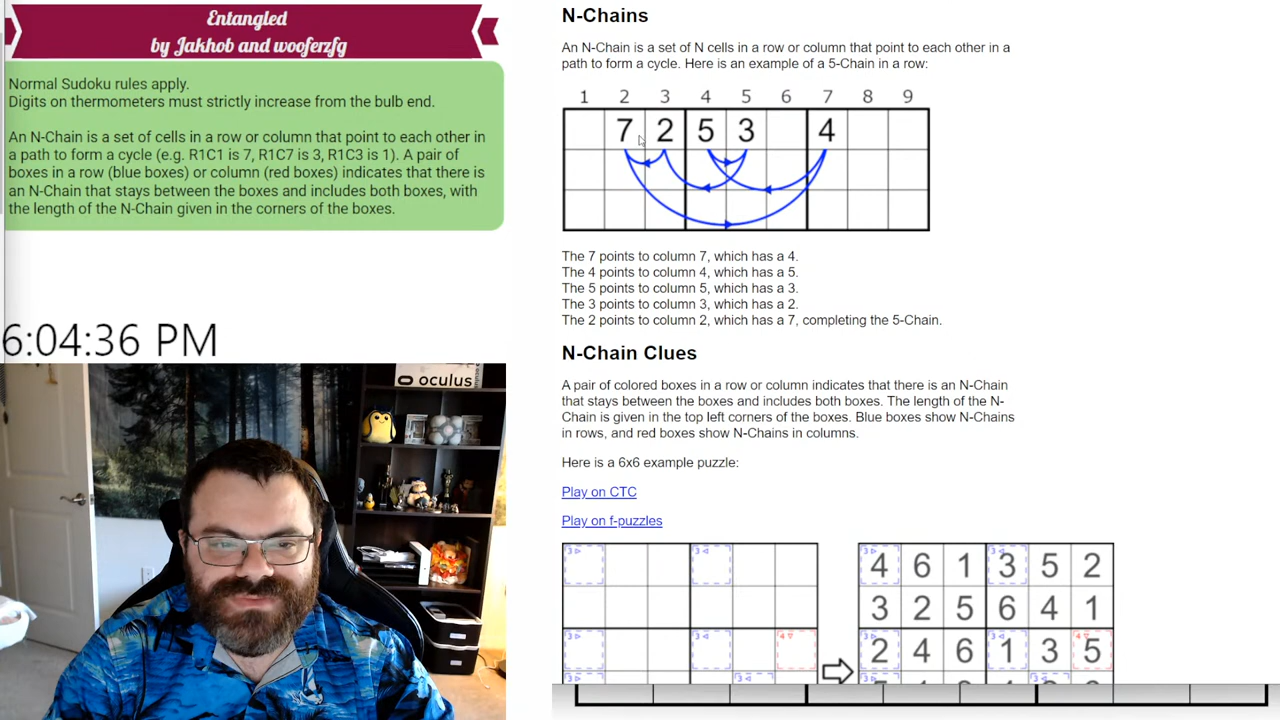 Entangled
by Jakhob and wooferzfg
Normal Sudoku rules apply.
Digits on thermometers must strictly increase from the bulb end.
An N-Chain is a set of cells in a row or column that point to each other in
a path to form a cycle (e.g. R1C1 is 7, R1C7 is 3, R1C3 is 1). A pair of
boxes in a row (blue boxes) or column (red boxes) indicates that there is
an N-Chain that stays between the boxes and includes both boxes, with
the length of the N-Chain given in the corners of the boxes.
6:04:36 PM
oculus
N-Chains
An N-Chain is a set of N cells in a row or column that point to each other in a
path to form a cycle. Here is an example of a 5-Chain in a row:
1 2 3 4 5 6 7 8 9
7 2 5 3 4
The 7 points to column 7, which has a 4.
The 4 points to column 4, which has a 5.
The 5 points to column 5, which has a 3.
The 3 points to column 3, which has a 2.
The 2 points to column 2, which has a 7, completing the 5-Chain.
N-Chain Clues
A pair of colored boxes in a row or column indicates that there is an N-Chain
that stays between the boxes and includes both boxes. The length of the N-
Chain is given in the top left corners of the boxes. Blue boxes show N-Chains
in rows, and red boxes show N-Chains in columns.
Here is a 6x6 example puzzle:
Play on CTC
Play on f-puzzles
3 3 3 3
4 6 1 3 5 2
3 2 5 6 4 1
3 3 4 3 3 4
2 4 6 1 3 5
3 3 3 3